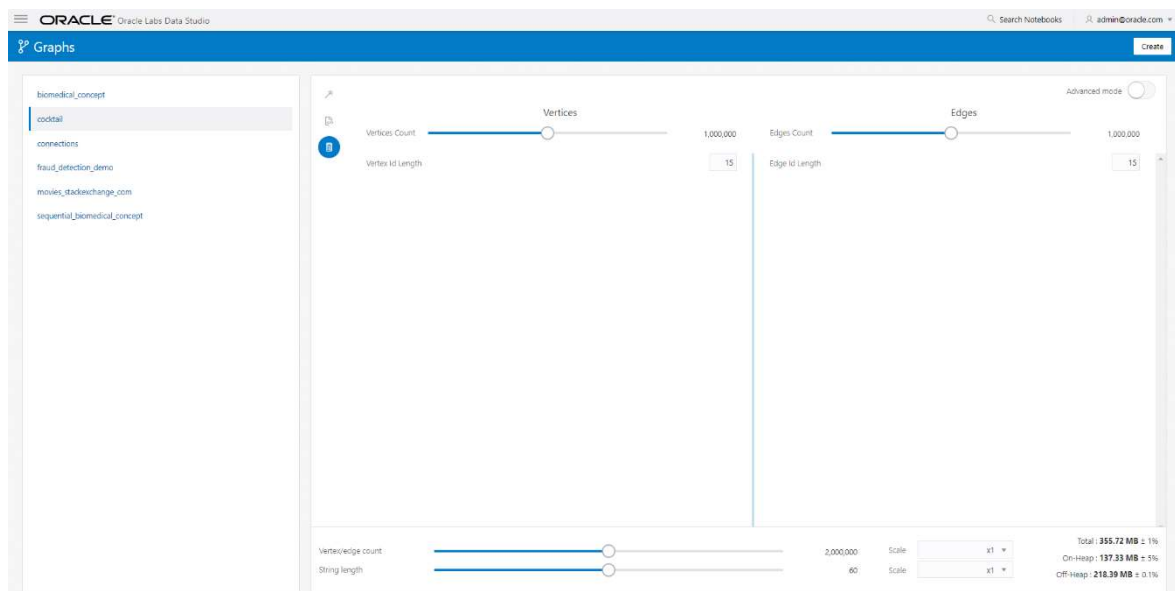 ORACLE® Oracle Labs Data Studio
Search Notebooks
admin@oracle.com
Graphs
Create
biomedical_concept
cocktail
connections
fraud_detection_demo
movies_stackexchange_com
sequential_biomedical_concept
Advanced mode
Vertices
Edges
Vertices Count 1,000,000
Edges Count 1,000,000
Vertex Id Length 15
Edge Id Length 15
Vertex/edge count 2,000,000 Scale x1
String length 60 Scale x1
Total : 355.72 MB ± 1%
On-Heap : 137.33 MB ± 5%
Off-Heap : 218.39 MB ± 0.1%